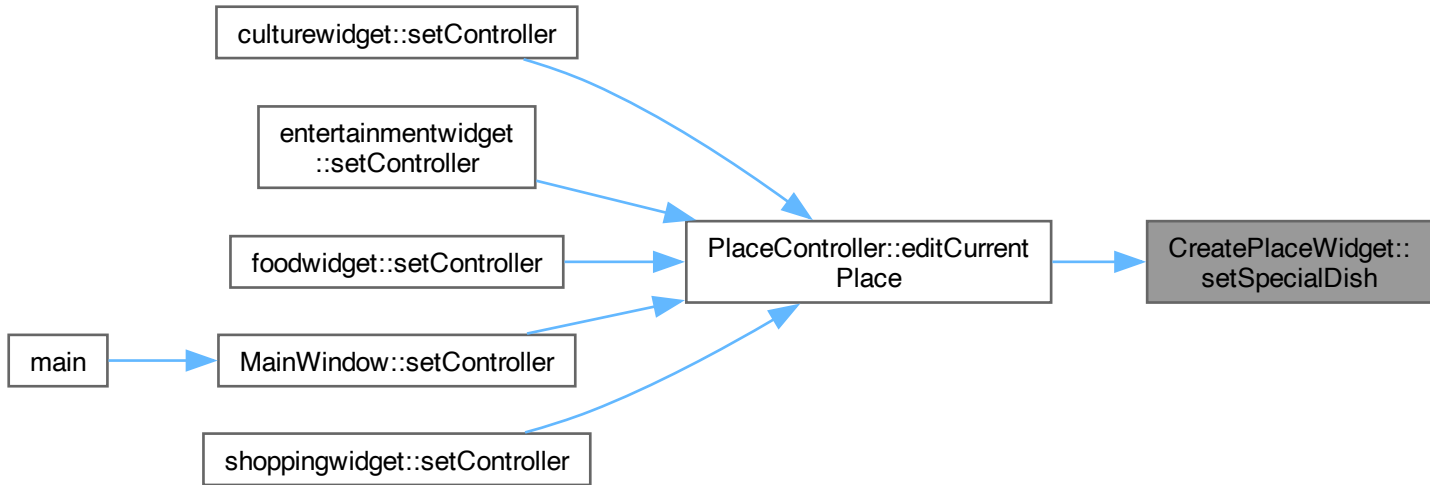 culturewidget::setController
entertainmentwidget
::setController
foodwidget::setController
main
MainWindow::setController
shoppingwidget::setController
PlaceController::editCurrent
Place
CreatePlaceWidget::
setSpecialDish